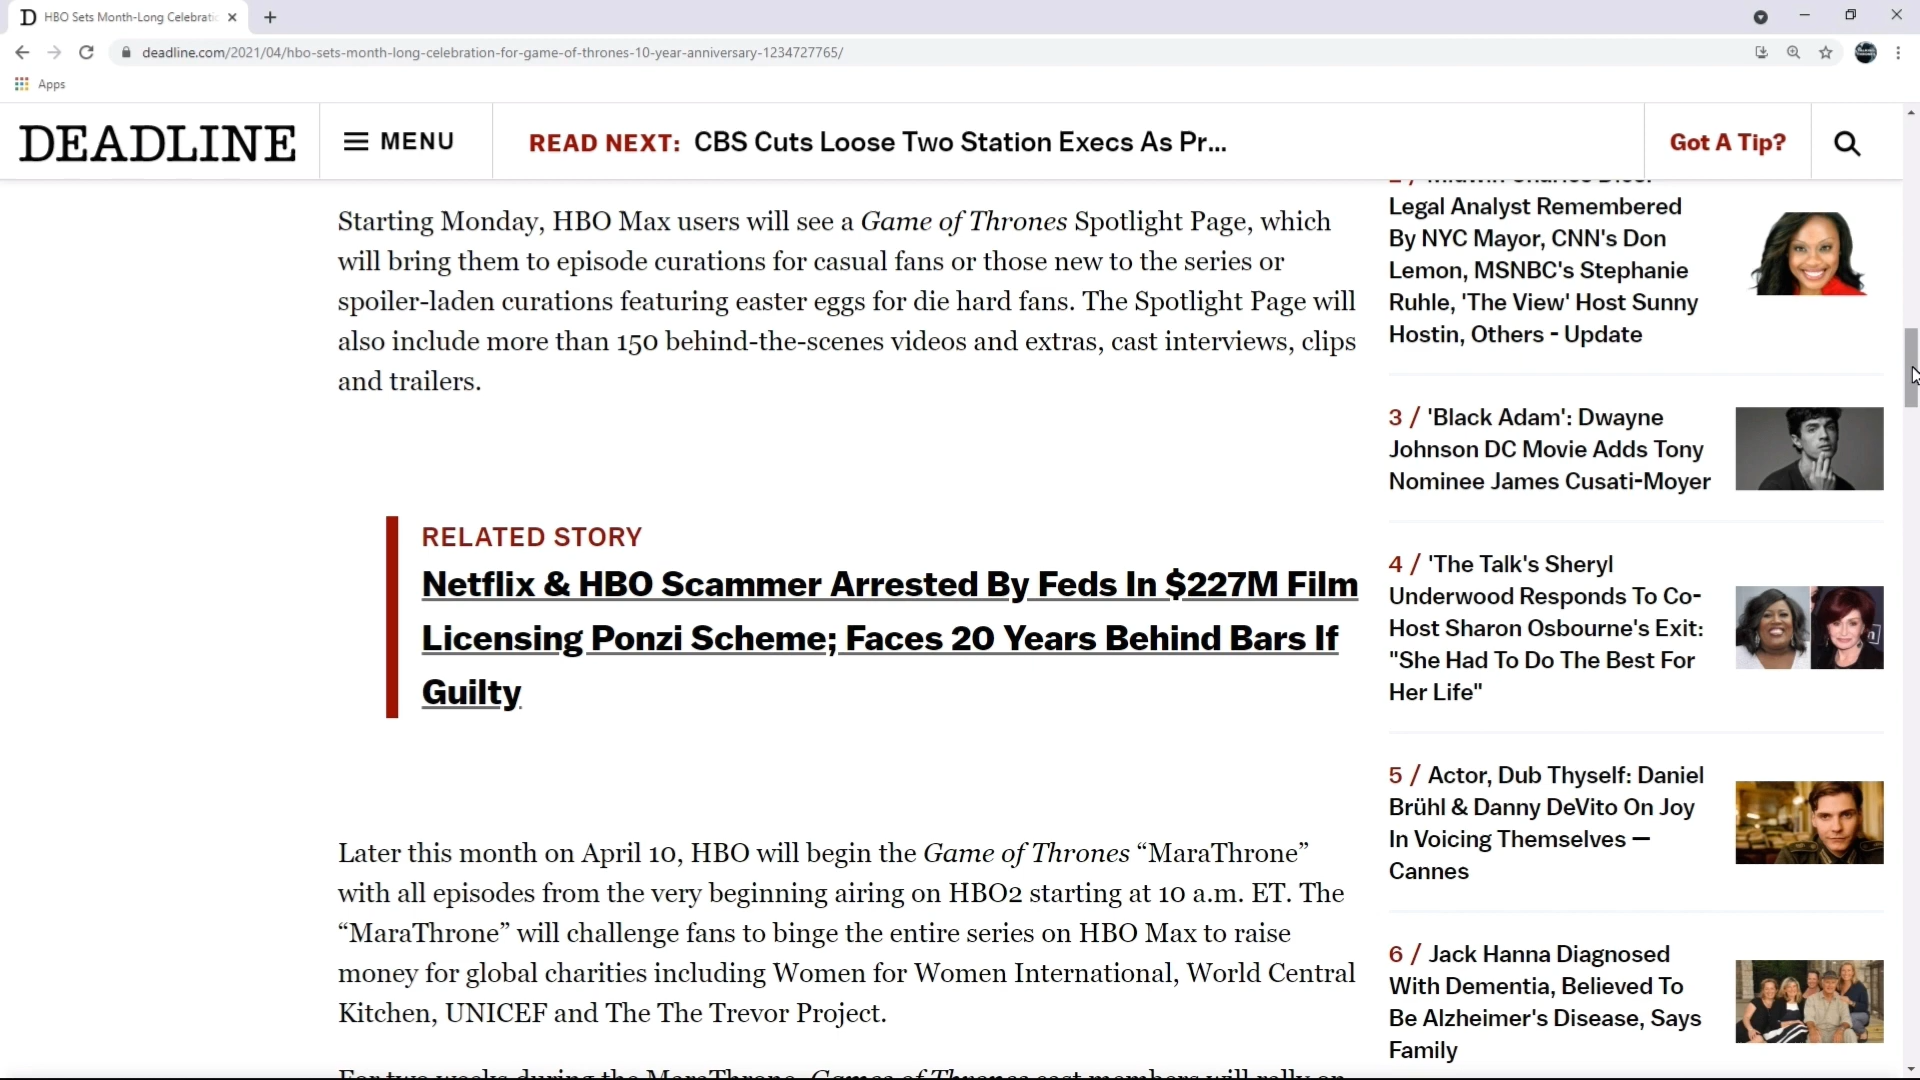 HBO Sets Month-Long Celebratio
deadline.com/2021/04/hbo-sets-month-long-celebration-for-game-of-thrones-10-year-anniversary-1234727765/
Apps
DEADLINE
MENU
READ NEXT: CBS Cuts Loose Two Station Execs As Pr...
Got A Tip?
Starting Monday, HBO Max users will see a Game of Thrones Spotlight Page, which
will bring them to episode curations for casual fans or those new to the series or
spoiler-laden curations featuring easter eggs for die hard fans. The Spotlight Page will
also include more than 150 behind-the-scenes videos and extras, cast interviews, clips
and trailers.
RELATED STORY
Netflix & HBO Scammer Arrested By Feds In $227M Film
Licensing Ponzi Scheme; Faces 20 Years Behind Bars If
Guilty
Later this month on April 10, HBO will begin the Game of Thrones “MaraThrone”
with all episodes from the very beginning airing on HBO2 starting at 10 a.m. ET. The
“MaraThrone” will challenge fans to binge the entire series on HBO Max to raise
money for global charities including Women for Women International, World Central
Kitchen, UNICEF and The The Trevor Project.
Legal Analyst Remembered
By NYC Mayor, CNN's Don
Lemon, MSNBC's Stephanie
Ruhle, 'The View' Host Sunny
Hostin, Others - Update
3 / 'Black Adam': Dwayne
Johnson DC Movie Adds Tony
Nominee James Cusati-Moyer
4 / 'The Talk's Sheryl
Underwood Responds To Co-
Host Sharon Osbourne's Exit:
"She Had To Do The Best For
Her Life"
5 / Actor, Dub Thyself: Daniel
Brühl & Danny DeVito On Joy
In Voicing Themselves —
Cannes
6 / Jack Hanna Diagnosed
With Dementia, Believed To
Be Alzheimer's Disease, Says
Family